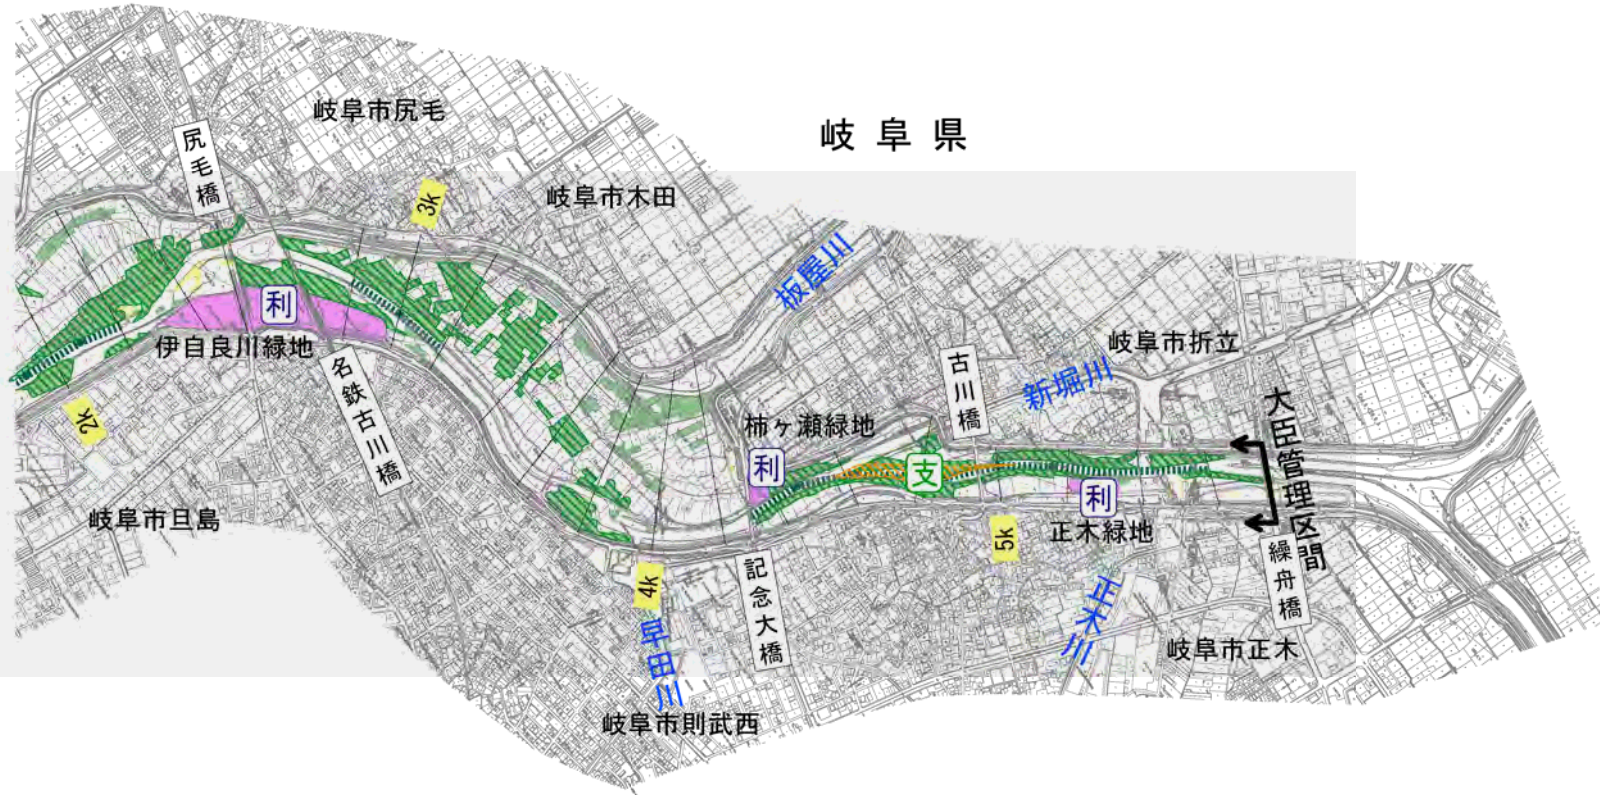 岐阜県
岐阜市尻毛
尻毛橋
3k
岐阜市木田
板屋川
利
伊自良川緑地
名鉄古川橋
2k
岐阜市旦島
古川橋
新堀川
岐阜市折立
大臣管理区間
柿ヶ瀬緑地
利
支
利
正木緑地
5k
4k
記念大橋
繰舟橋
早田川
正木川
岐阜市正木
岐阜市則武西